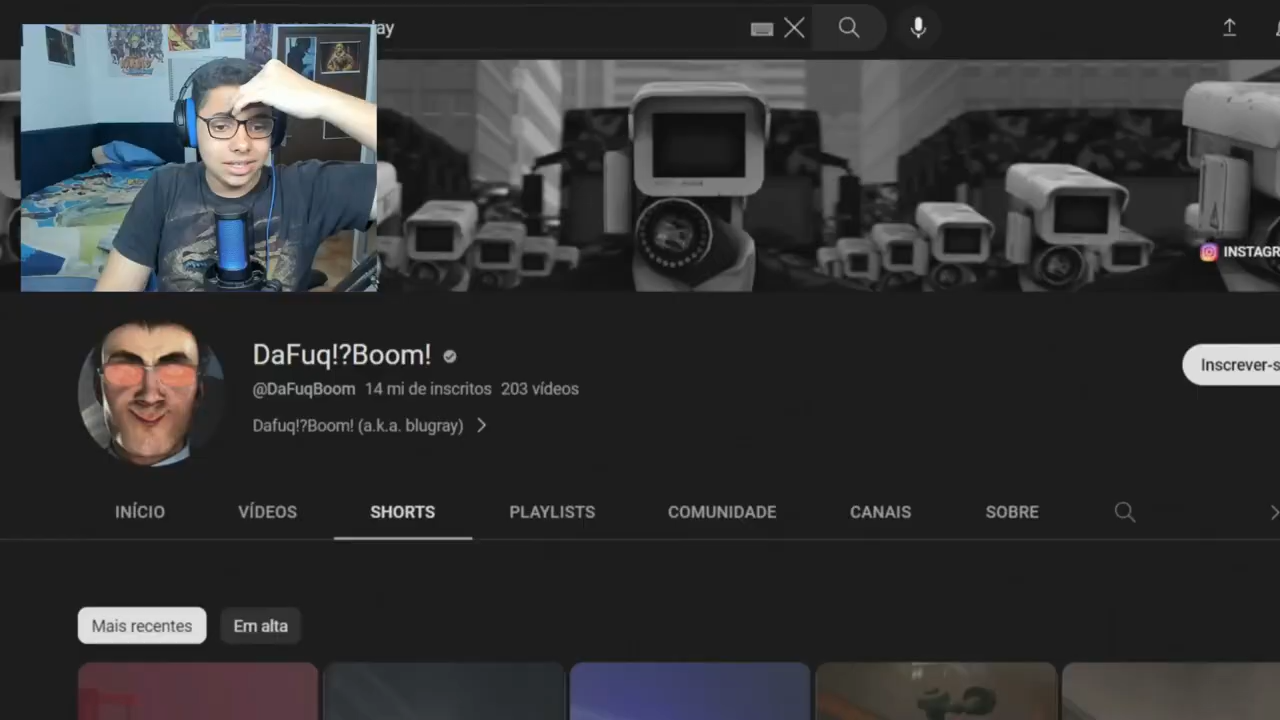 INSTAGR
DaFuq!?Boom!
@DaFuqBoom 14 mi de inscritos 203 vídeos
Inscrever-s
Dafuq!?Boom! (a.k.a. blugray)
INÍCIO VÍDEOS SHORTS PLAYLISTS COMUNIDADE CANAIS SOBRE
Mais recentes Em alta